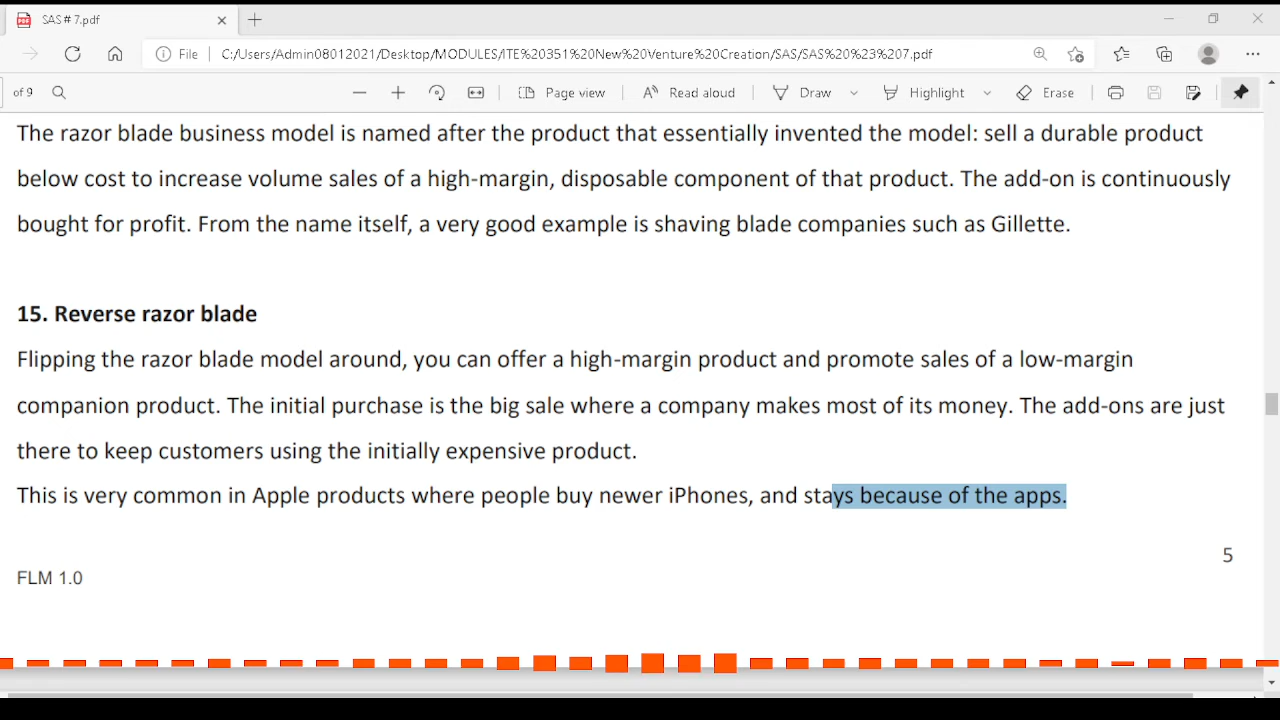 SAS # 7.pdf
File
C:/Users/Admin08012021/Desktop/MODULES/ITE%20351%20New%20Venture%20Creation/SAS/SAS%20%23%207.pdf
of 9
Page view
Read aloud
Draw
Highlight
Erase
The razor blade business model is named after the product that essentially invented the model: sell a durable product
below cost to increase volume sales of a high-margin, disposable component of that product. The add-on is continuously
bought for profit. From the name itself, a very good example is shaving blade companies such as Gillette.
15. Reverse razor blade
Flipping the razor blade model around, you can offer a high-margin product and promote sales of a low-margin
companion product. The initial purchase is the big sale where a company makes most of its money. The add-ons are just
there to keep customers using the initially expensive product.
This is very common in Apple products where people buy newer iPhones, and stays because of the apps.
5
FLM 1.0